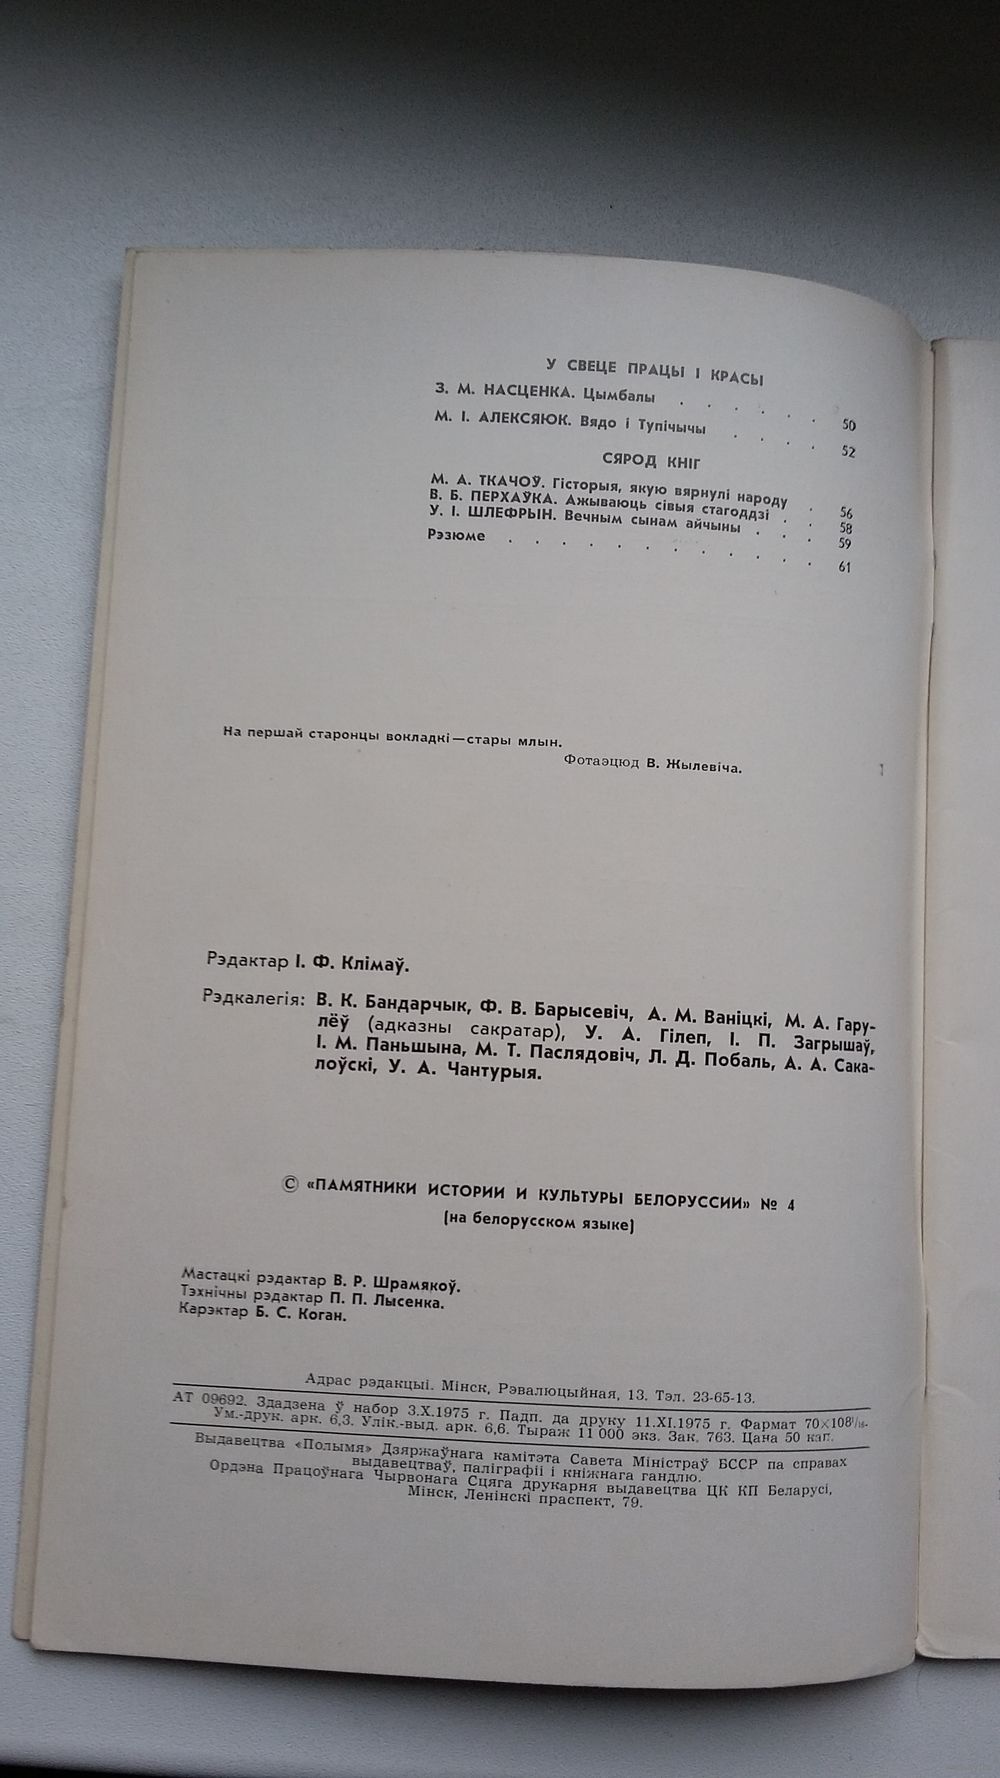 У СВЕЦЕ ПРАЦЫ І КРАСЫ
З. М. НАСЦЕНКА. Цымбалы . . . . . . 50
М. І. АЛЕКСЯЮК. Вядо і Тупічычы . . . . 52
СЯРОД КНІГ
М. А. ТКАЧОЎ. Гісторыя, якую вярнулі народу . 56
В. Б. ПЕРХАЎКА. Ажываюць сівыя стагоддзі . . 58
У. І. ШЛЕФРЫН. Вечным сынам айчыны . . . 59
Рэзюме . . . . . . . . . . . . 61
На першай старонцы вокладкі—стары млын.
Фотаэцюд В. Жылевіча.
Рэдактар І. Ф. Клімаў.
Рэдкалегія: В. К. Бандарчык, Ф. В. Барысевіч, А. М. Ваніцкі, М. А. Гару-
лёў (адказны сакратар), У. А. Гілеп, І. П. Загрышаў,
І. М. Паньшына, М. Т. Паслядовіч, Л. Д. Побаль, А. А. Сака-
лоўскі, У. А. Чантурыя.
© «ПАМЯТНИКИ ИСТОРИИ И КУЛЬТУРЫ БЕЛОРУССИИ» № 4
(на белорусском языке)
Мастацкі рэдактар В. Р. Шрамякоў.
Тэхнічны рэдактар П. П. Лысенка.
Карэктар Б. С. Коган.
Адрас рэдакцыі. Мінск, Рэвалюцыйная, 13. Тэл. 23-65-13.
АТ 09692. Здадзена ў набор 3.X.1975 г. Падп. да друку 11.XI.1975 г. Фармат 70×108¹/₁₆.
Ум.-друк. арк. 6,3. Улік.-выд. арк. 6,6. Тыраж 11 000 экз. Зак. 763. Цана 50 кап.
Выдавецтва «Полымя» Дзяржаўнага камітэта Савета Міністраў БССР па справах
выдавецтваў, паліграфіі і кніжнага гандлю.
Ордэна Працоўнага Чырвонага Сцяга друкарня выдавецтва ЦК КП Беларусі,
Мінск, Ленінскі праспект, 79.